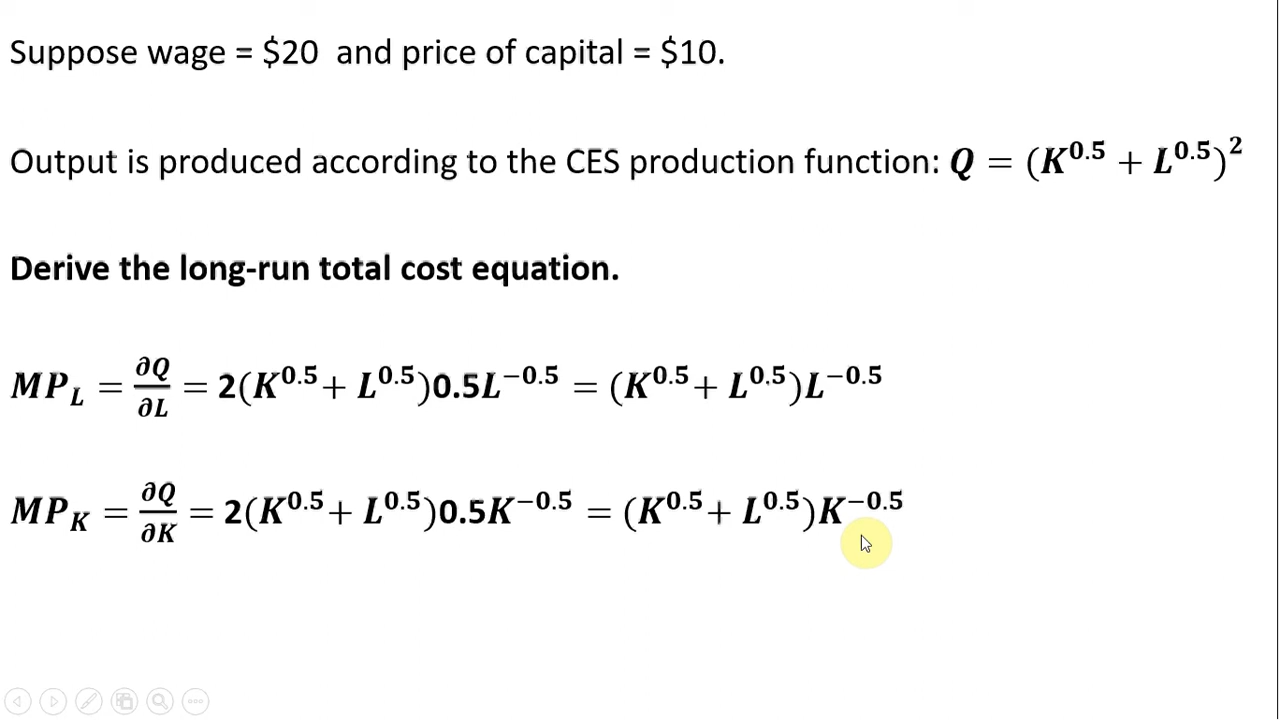 Suppose wage = $20  and price of capital = $10.
Output is produced according to the CES production function: Q = (K^0.5 + L^0.5)^2
Derive the long-run total cost equation.
MP_L = ∂Q/∂L = 2(K^0.5 + L^0.5)0.5L^−0.5 = (K^0.5 + L^0.5)L^−0.5
MP_K = ∂Q/∂K = 2(K^0.5 + L^0.5)0.5K^−0.5 = (K^0.5 + L^0.5)K^−0.5